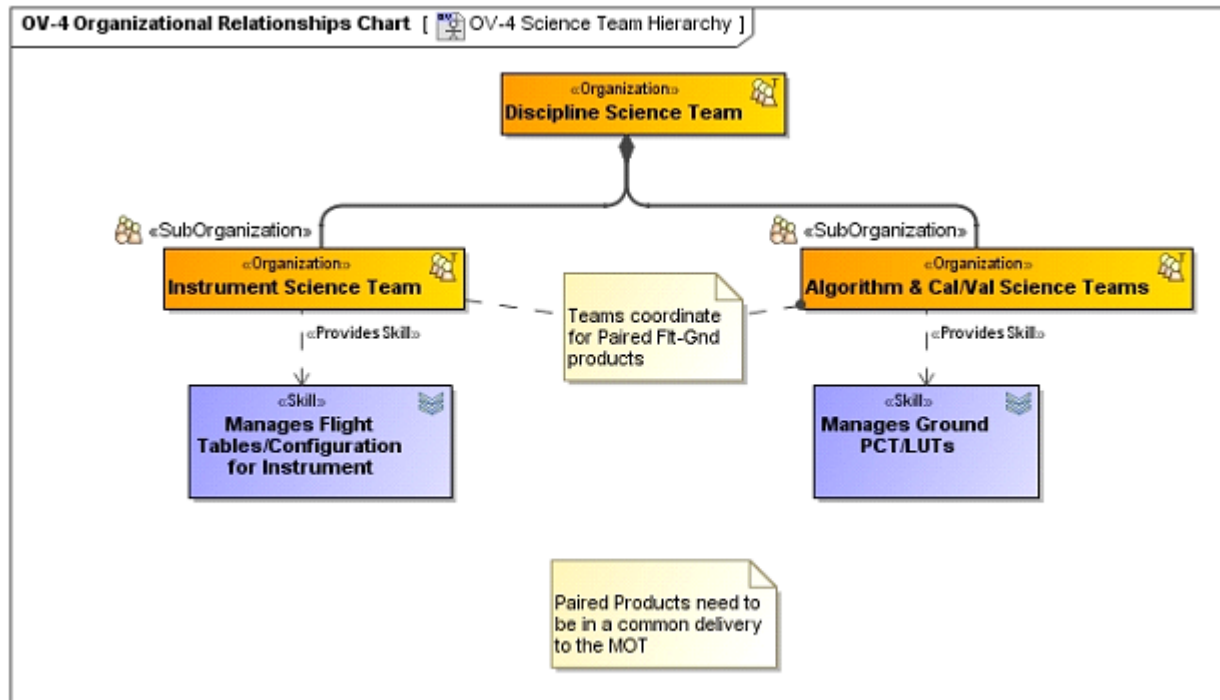 OV-4 Organizational Relationships Chart [ OV-4 Science Team Hierarchy ]
«Organization»
Discipline Science Team
«SubOrganization»
«SubOrganization»
«Organization»
Instrument Science Team
«Organization»
Algorithm & Cal/Val Science Teams
Teams coordinate
for Paired Flt-Gnd
products
«Provides Skill»
«Provides Skill»
«Skill»
Manages Flight
Tables/Configuration
for Instrument
«Skill»
Manages Ground
PCT/LUTs
Paired Products need to
be in a common delivery
to the MOT